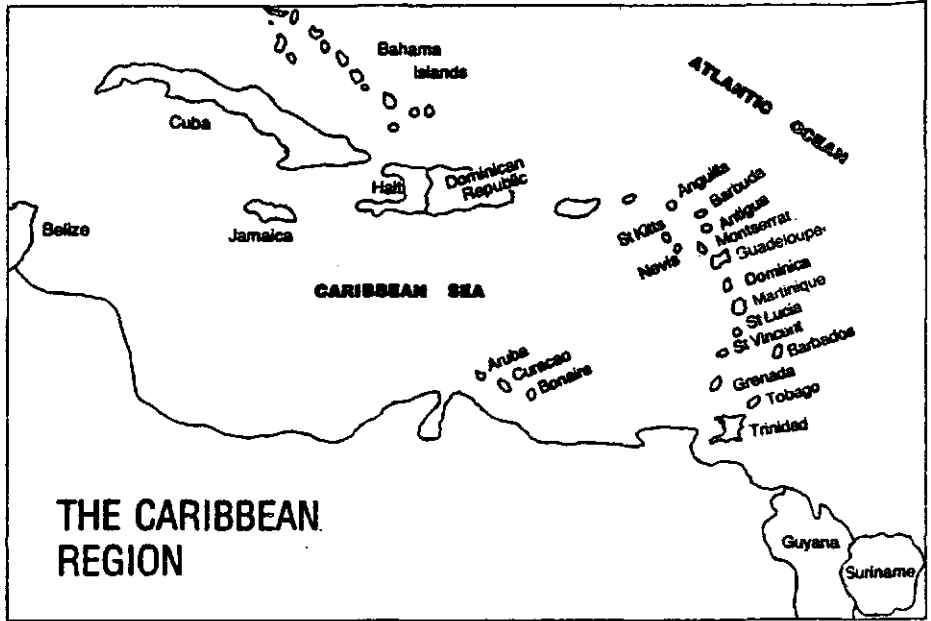 Bahama
Islands
ATLANTIC OCEAN
Cuba
Haiti
Dominican
Republic
Anguilla
Barbuda
Antigua
St Kitts
Montserrat
Nevis
Guadeloupe
Belize
Jamaica
Dominica
CARIBBEAN SEA
Martinique
St Lucia
St Vincent
Barbados
Aruba
Curacao
Bonaire
Grenada
Tobago
Trinidad
THE CARIBBEAN
REGION
Guyana
Suriname